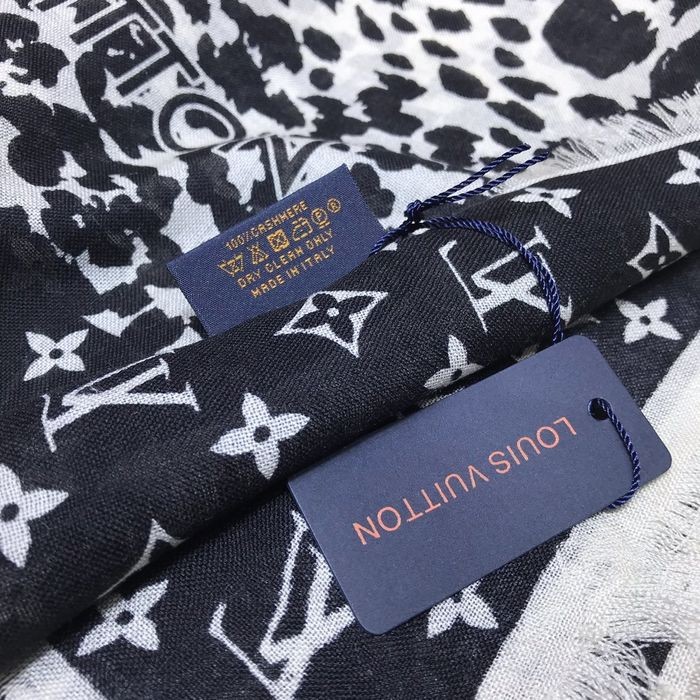 100%CASHMERE
DRY CLEAN ONLY
MADE IN ITALY
LOUIS VUITTON